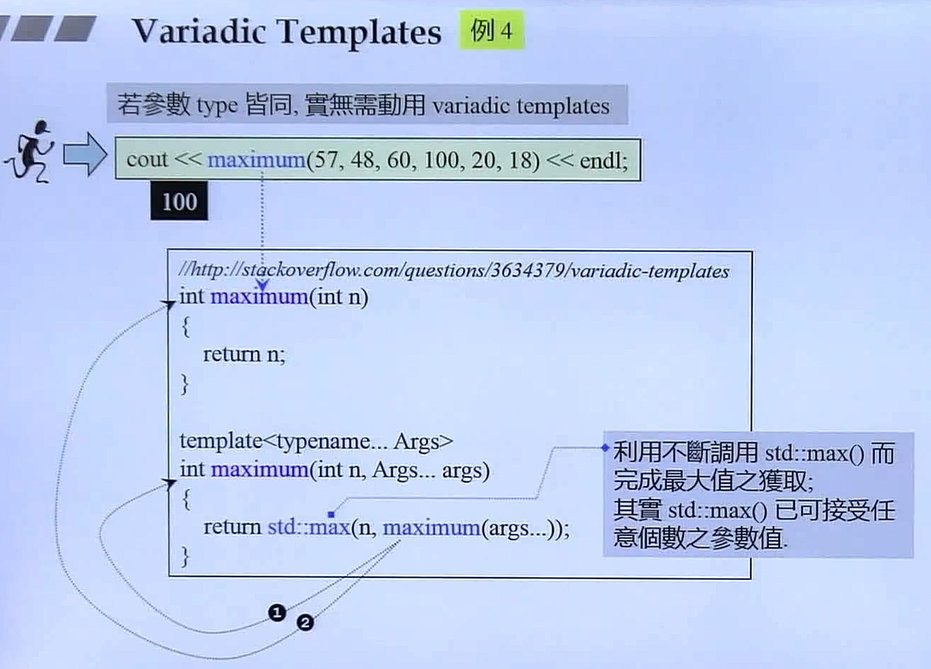 Variadic Templates 例 4
若參數 type 皆同, 實無需動用 variadic templates
cout << maximum(57, 48, 60, 100, 20, 18) << endl;
100
//http://stackoverflow.com/questions/3634379/variadic-templates
int maximum(int n)
{
return n;
}
template<typename... Args>
int maximum(int n, Args... args)
{
return std::max(n, maximum(args...));
}
利用不斷調用 std::max() 而
完成最大值之獲取;
其實 std::max() 已可接受任
意個數之參數值.
❶
❷